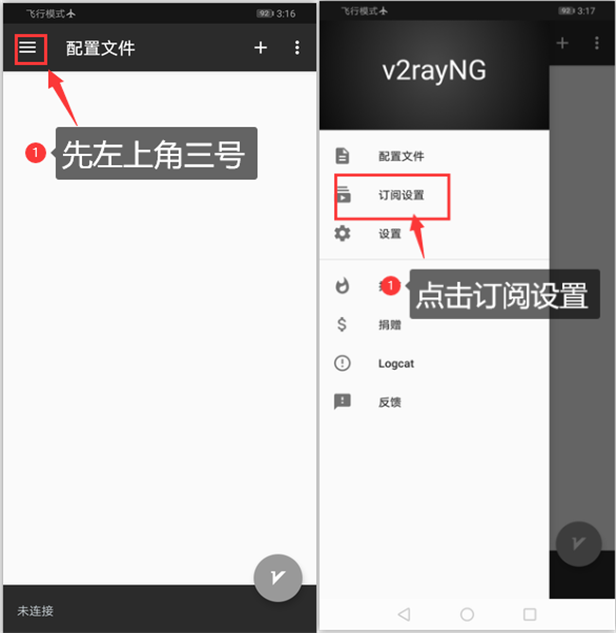 飞行模式 92 3:16
配置文件
1 先左上角三号
未连接
飞行模式 92 3:17
v2rayNG
配置文件
订阅设置
设置
1 点击订阅设置
捐赠
Logcat
反馈